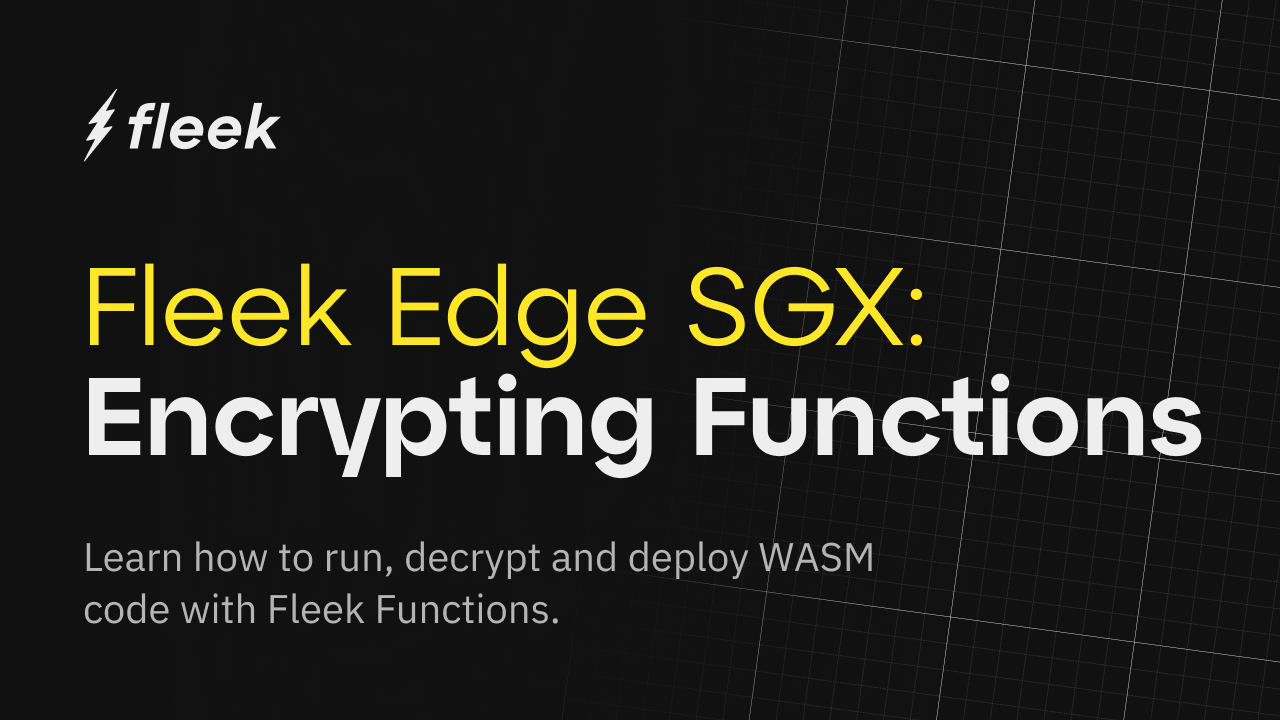 fleek
Fleek Edge SGX:
Encrypting Functions
Learn how to run, decrypt and deploy WASM
code with Fleek Functions.